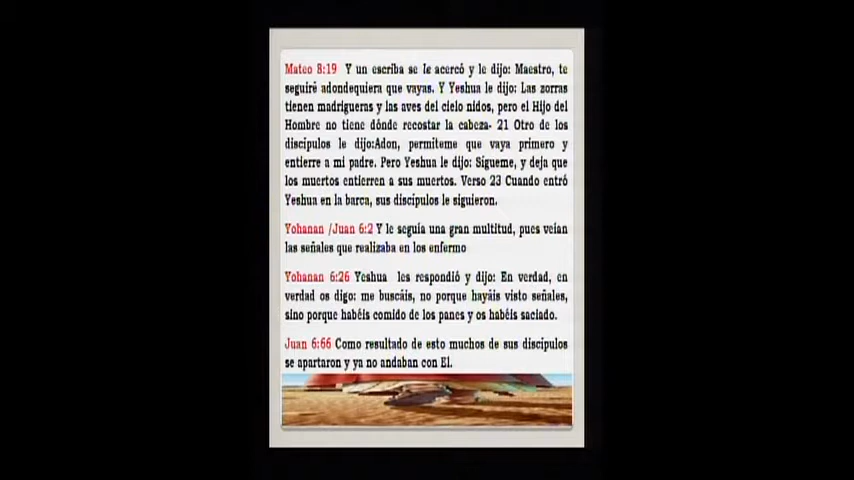 Mateo 8:19 Y un escriba se le acercó y le dijo: Maestro, te
seguiré adondequiera que vayas. Y Yeshua le dijo: Las zorras
tienen madrigueras y las aves del cielo nidos, pero el Hijo del
Hombre no tiene dónde recostar la cabeza- 21 Otro de los
discípulos le dijo:Adon, permíteme que vaya primero y
entierre a mi padre. Pero Yeshua le dijo: Sígueme, y deja que
los muertos entierren a sus muertos. Verso 23 Cuando entró
Yeshua en la barca, sus discípulos le siguieron.
Yohanan /Juan 6:2 Y le seguía una gran multitud, pues veían
las señales que realizaba en los enfermo
Yohanan 6:26 Yeshua les respondió y dijo: En verdad, en
verdad os digo: me buscáis, no porque hayáis visto señales,
sino porque habéis comido de los panes y os habéis saciado.
Juan 6:66 Como resultado de esto muchos de sus discípulos
se apartaron y ya no andaban con El.